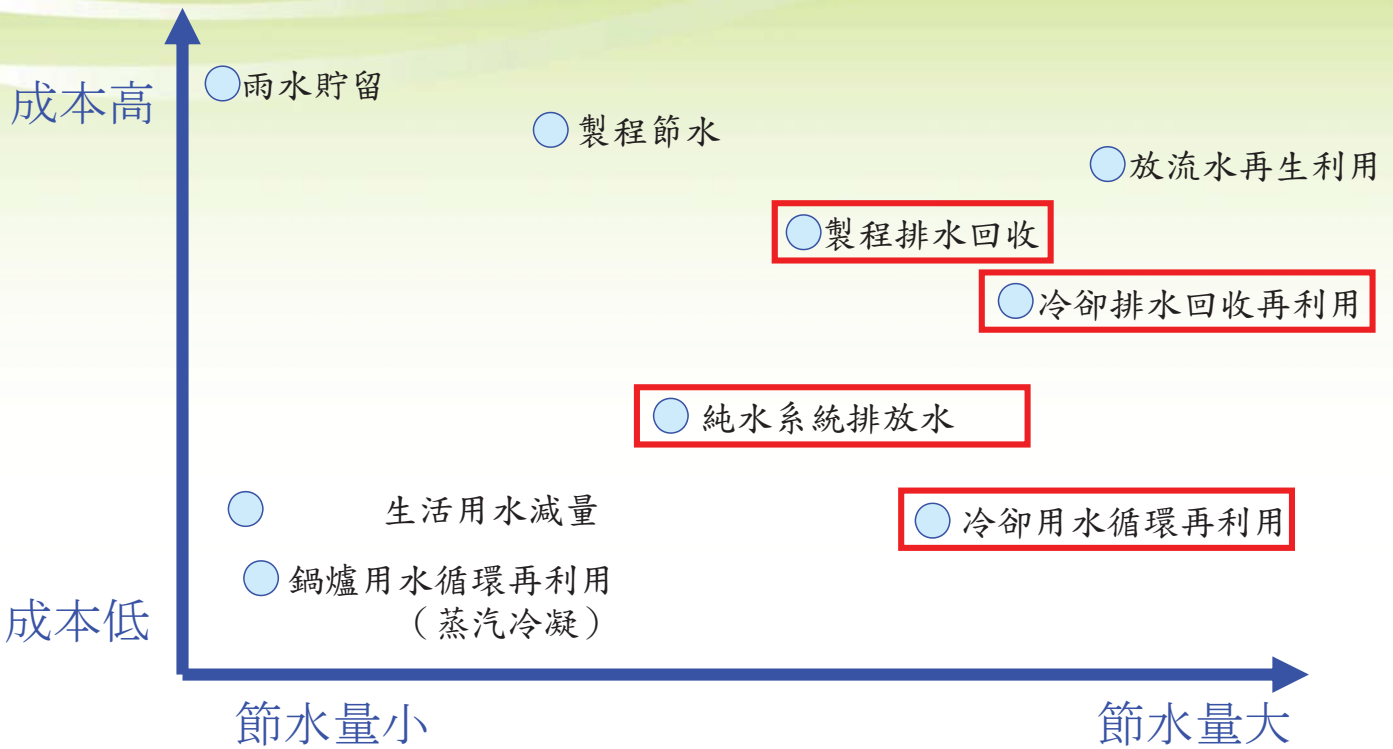 雨水貯留
成本高
製程節水
放流水再生利用
製程排水回收
冷卻排水回收再利用
純水系統排放水
生活用水減量
冷卻用水循環再利用
鍋爐用水循環再利用
（蒸汽冷凝）
成本低
節水量小
節水量大